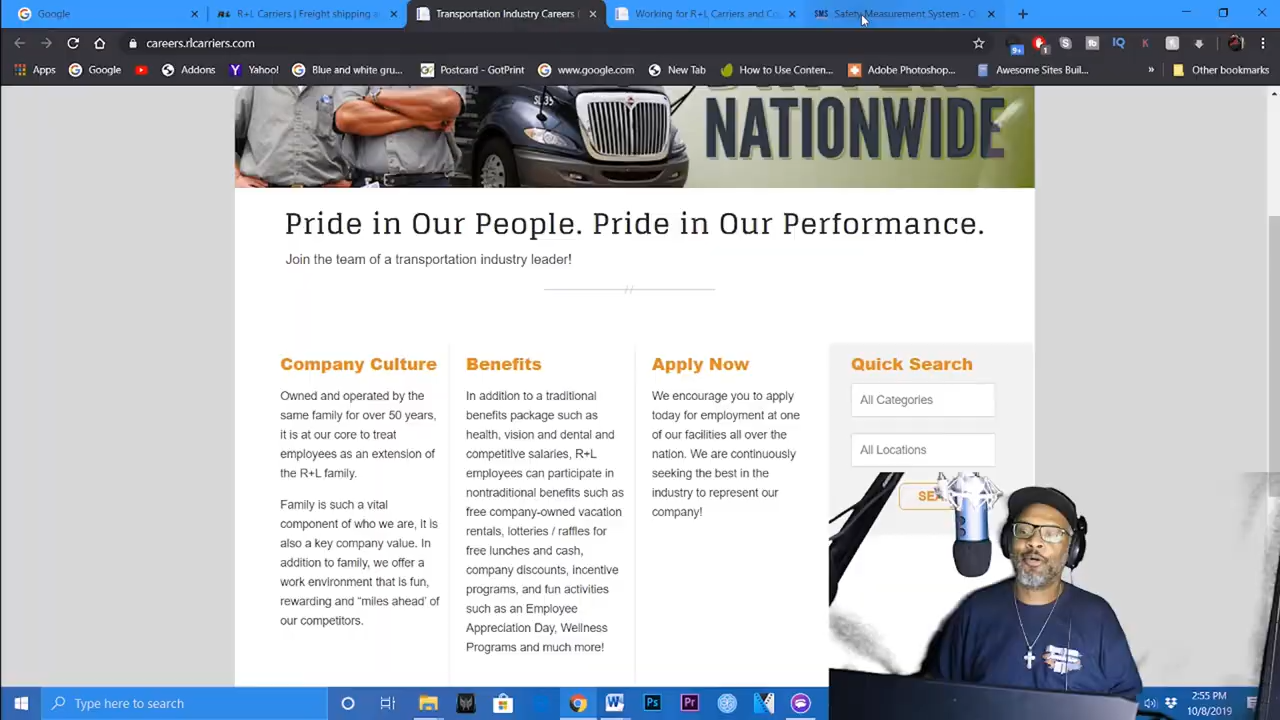 Google
R+L Carriers | Freight shipping a
Transportation Industry Careers
Working for R+L Carriers and Co
SMS Safety Measurement System - C
careers.rlcarriers.com
9+
1
IQ
K
Apps
Google
Addons
Yahoo!
Blue and white gru...
Postcard - GotPrint
www.google.com
New Tab
How to Use Conten...
Adobe Photoshop...
Awesome Sites Buil...
»
Other bookmarks
SL 35
NATIONWIDE
Pride in Our People. Pride in Our Performance.
Join the team of a transportation industry leader!
//
Company Culture
Owned and operated by the
same family for over 50 years,
it is at our core to treat
employees as an extension of
the R+L family.
Family is such a vital
component of who we are, it is
also a key company value. In
addition to family, we offer a
work environment that is fun,
rewarding and “miles ahead’ of
our competitors.
Benefits
In addition to a traditional
benefits package such as
health, vision and dental and
competitive salaries, R+L
employees can participate in
nontraditional benefits such as
free company-owned vacation
rentals, lotteries / raffles for
free lunches and cash,
company discounts, incentive
programs, and fun activities
such as an Employee
Appreciation Day, Wellness
Programs and much more!
Apply Now
We encourage you to apply
today for employment at one
of our facilities all over the
nation. We are continuously
seeking the best in the
industry to represent our
company!
Quick Search
All Categories
All Locations
Type here to search
W
Ps
Pr
2:55 PM
10/8/2019